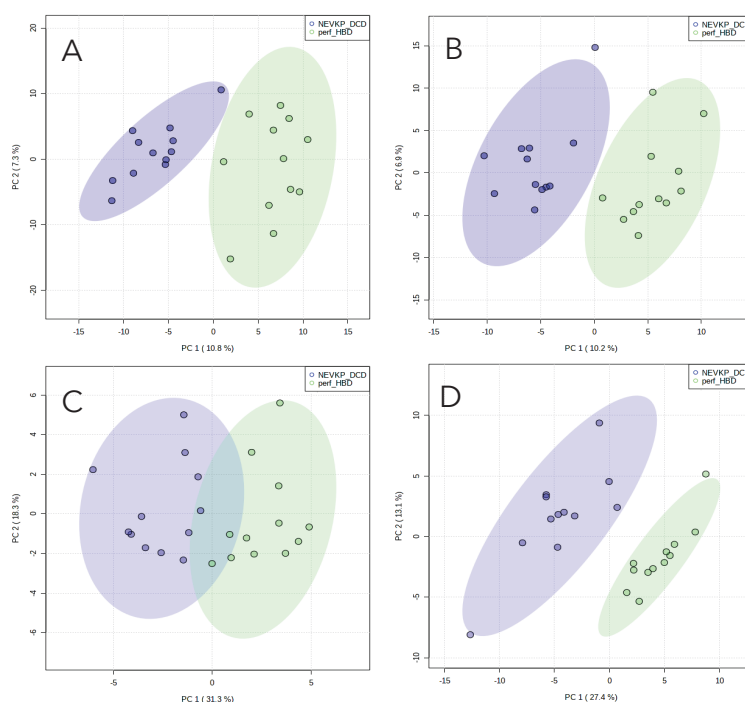 A
NEVKP_DCD
perf_HBD
PC 2 ( 7.3 %)
20
10
0
-10
-20
-15
-10
-5
0
5
10
15
PC 1 ( 10.8 %)
B
NEVKP_DCD
perf_HBD
PC 2 ( 6.9 %)
15
10
5
0
-5
-10
-15
-10
-5
0
5
10
PC 1 ( 10.2 %)
C
NEVKP_DCD
perf_HBD
PC 2 ( 18.3 %)
6
4
2
0
-2
-4
-6
-5
0
5
PC 1 ( 31.3 %)
D
NEVKP_DC
perf_HBD
PC 2 ( 13.1 %)
10
5
0
-5
-10
-10
-5
0
5
10
PC 1 ( 27.4 %)